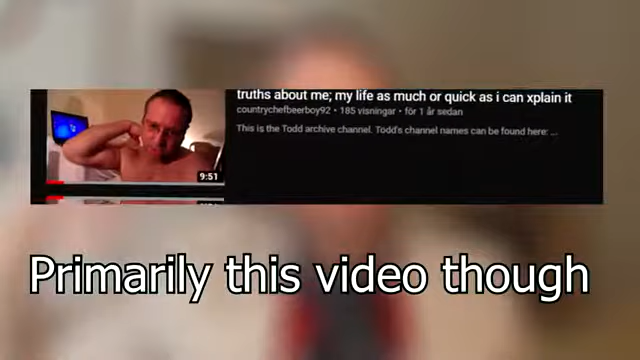 truths about me; my life as much or quick as i can xplain it
countrychefbeerboy92 • 185 visningar • för 1 år sedan
This is the Todd archive channel. Todd's channel names can be found here: ...
9:51
Primarily this video though